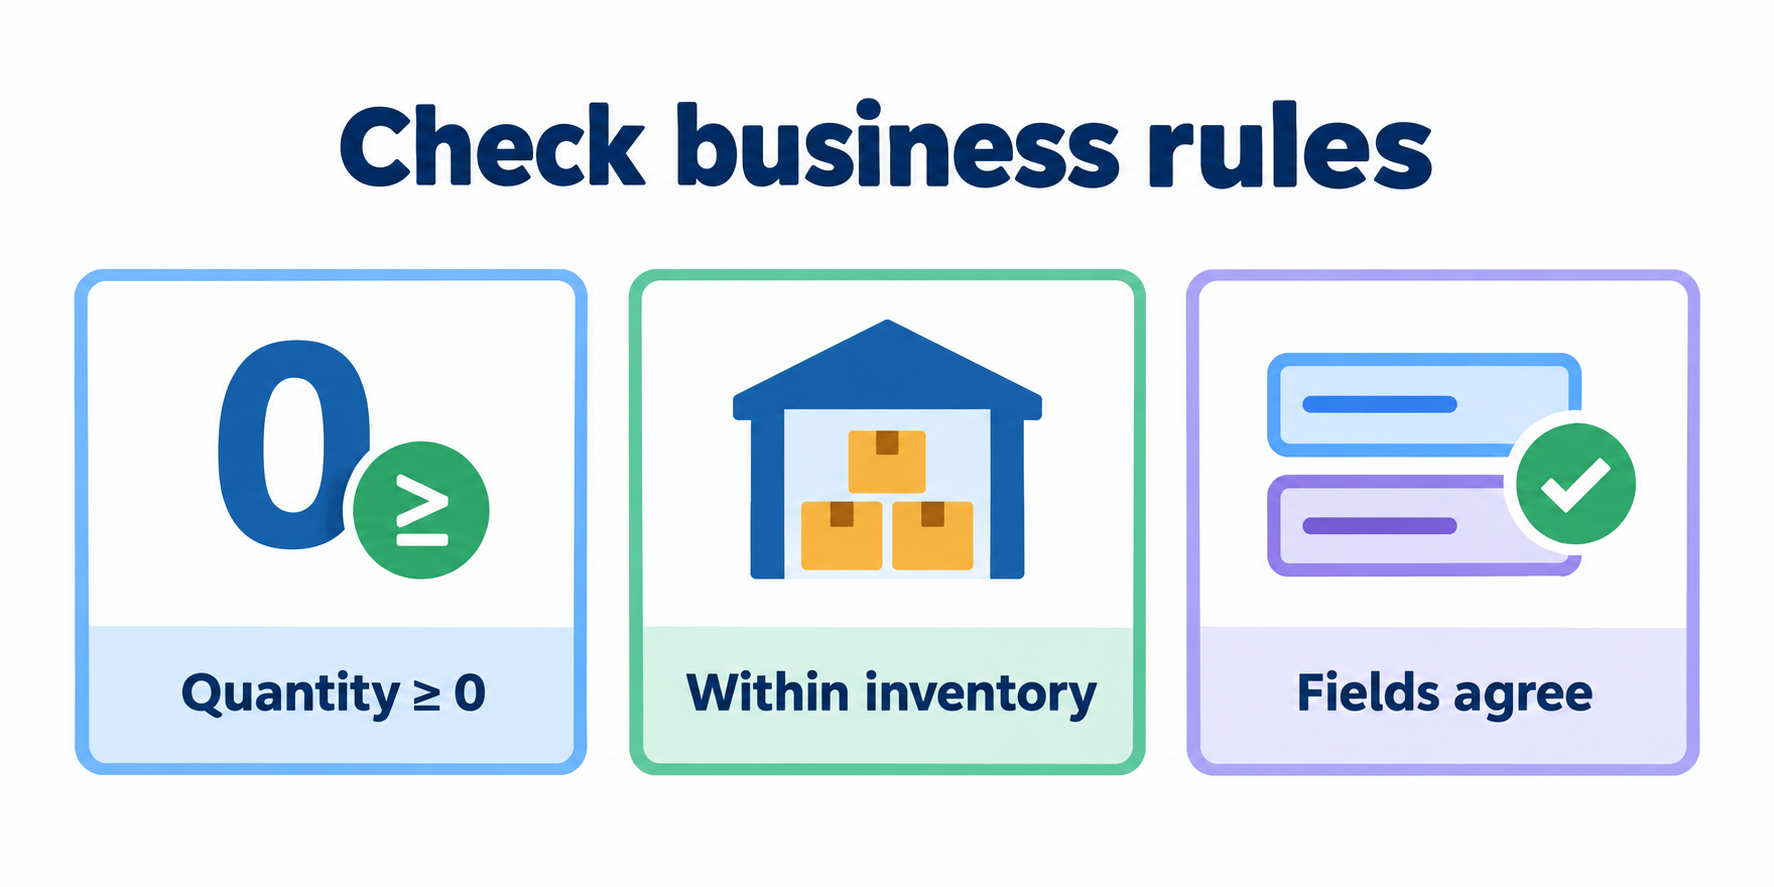 Check business rules
0
≥
Quantity ≥ 0
Within inventory
Fields agree